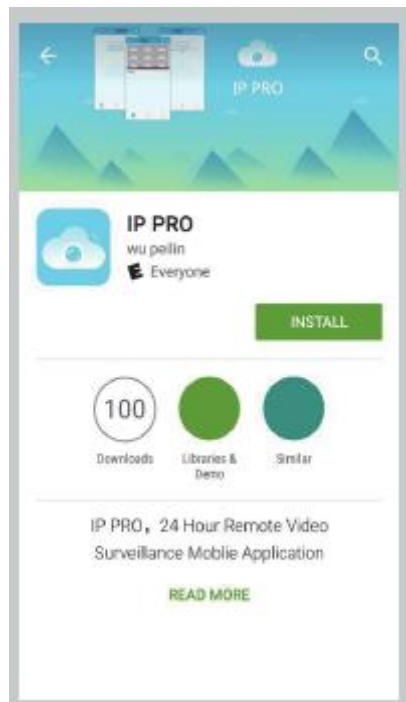 IP PRO
IP PRO
wu peilin
E Everyone
INSTALL
100
Downloads
Libraries &
Demo
Similar
IP PRO，24 Hour Remote Video
Surveillance Moblie Application
READ MORE